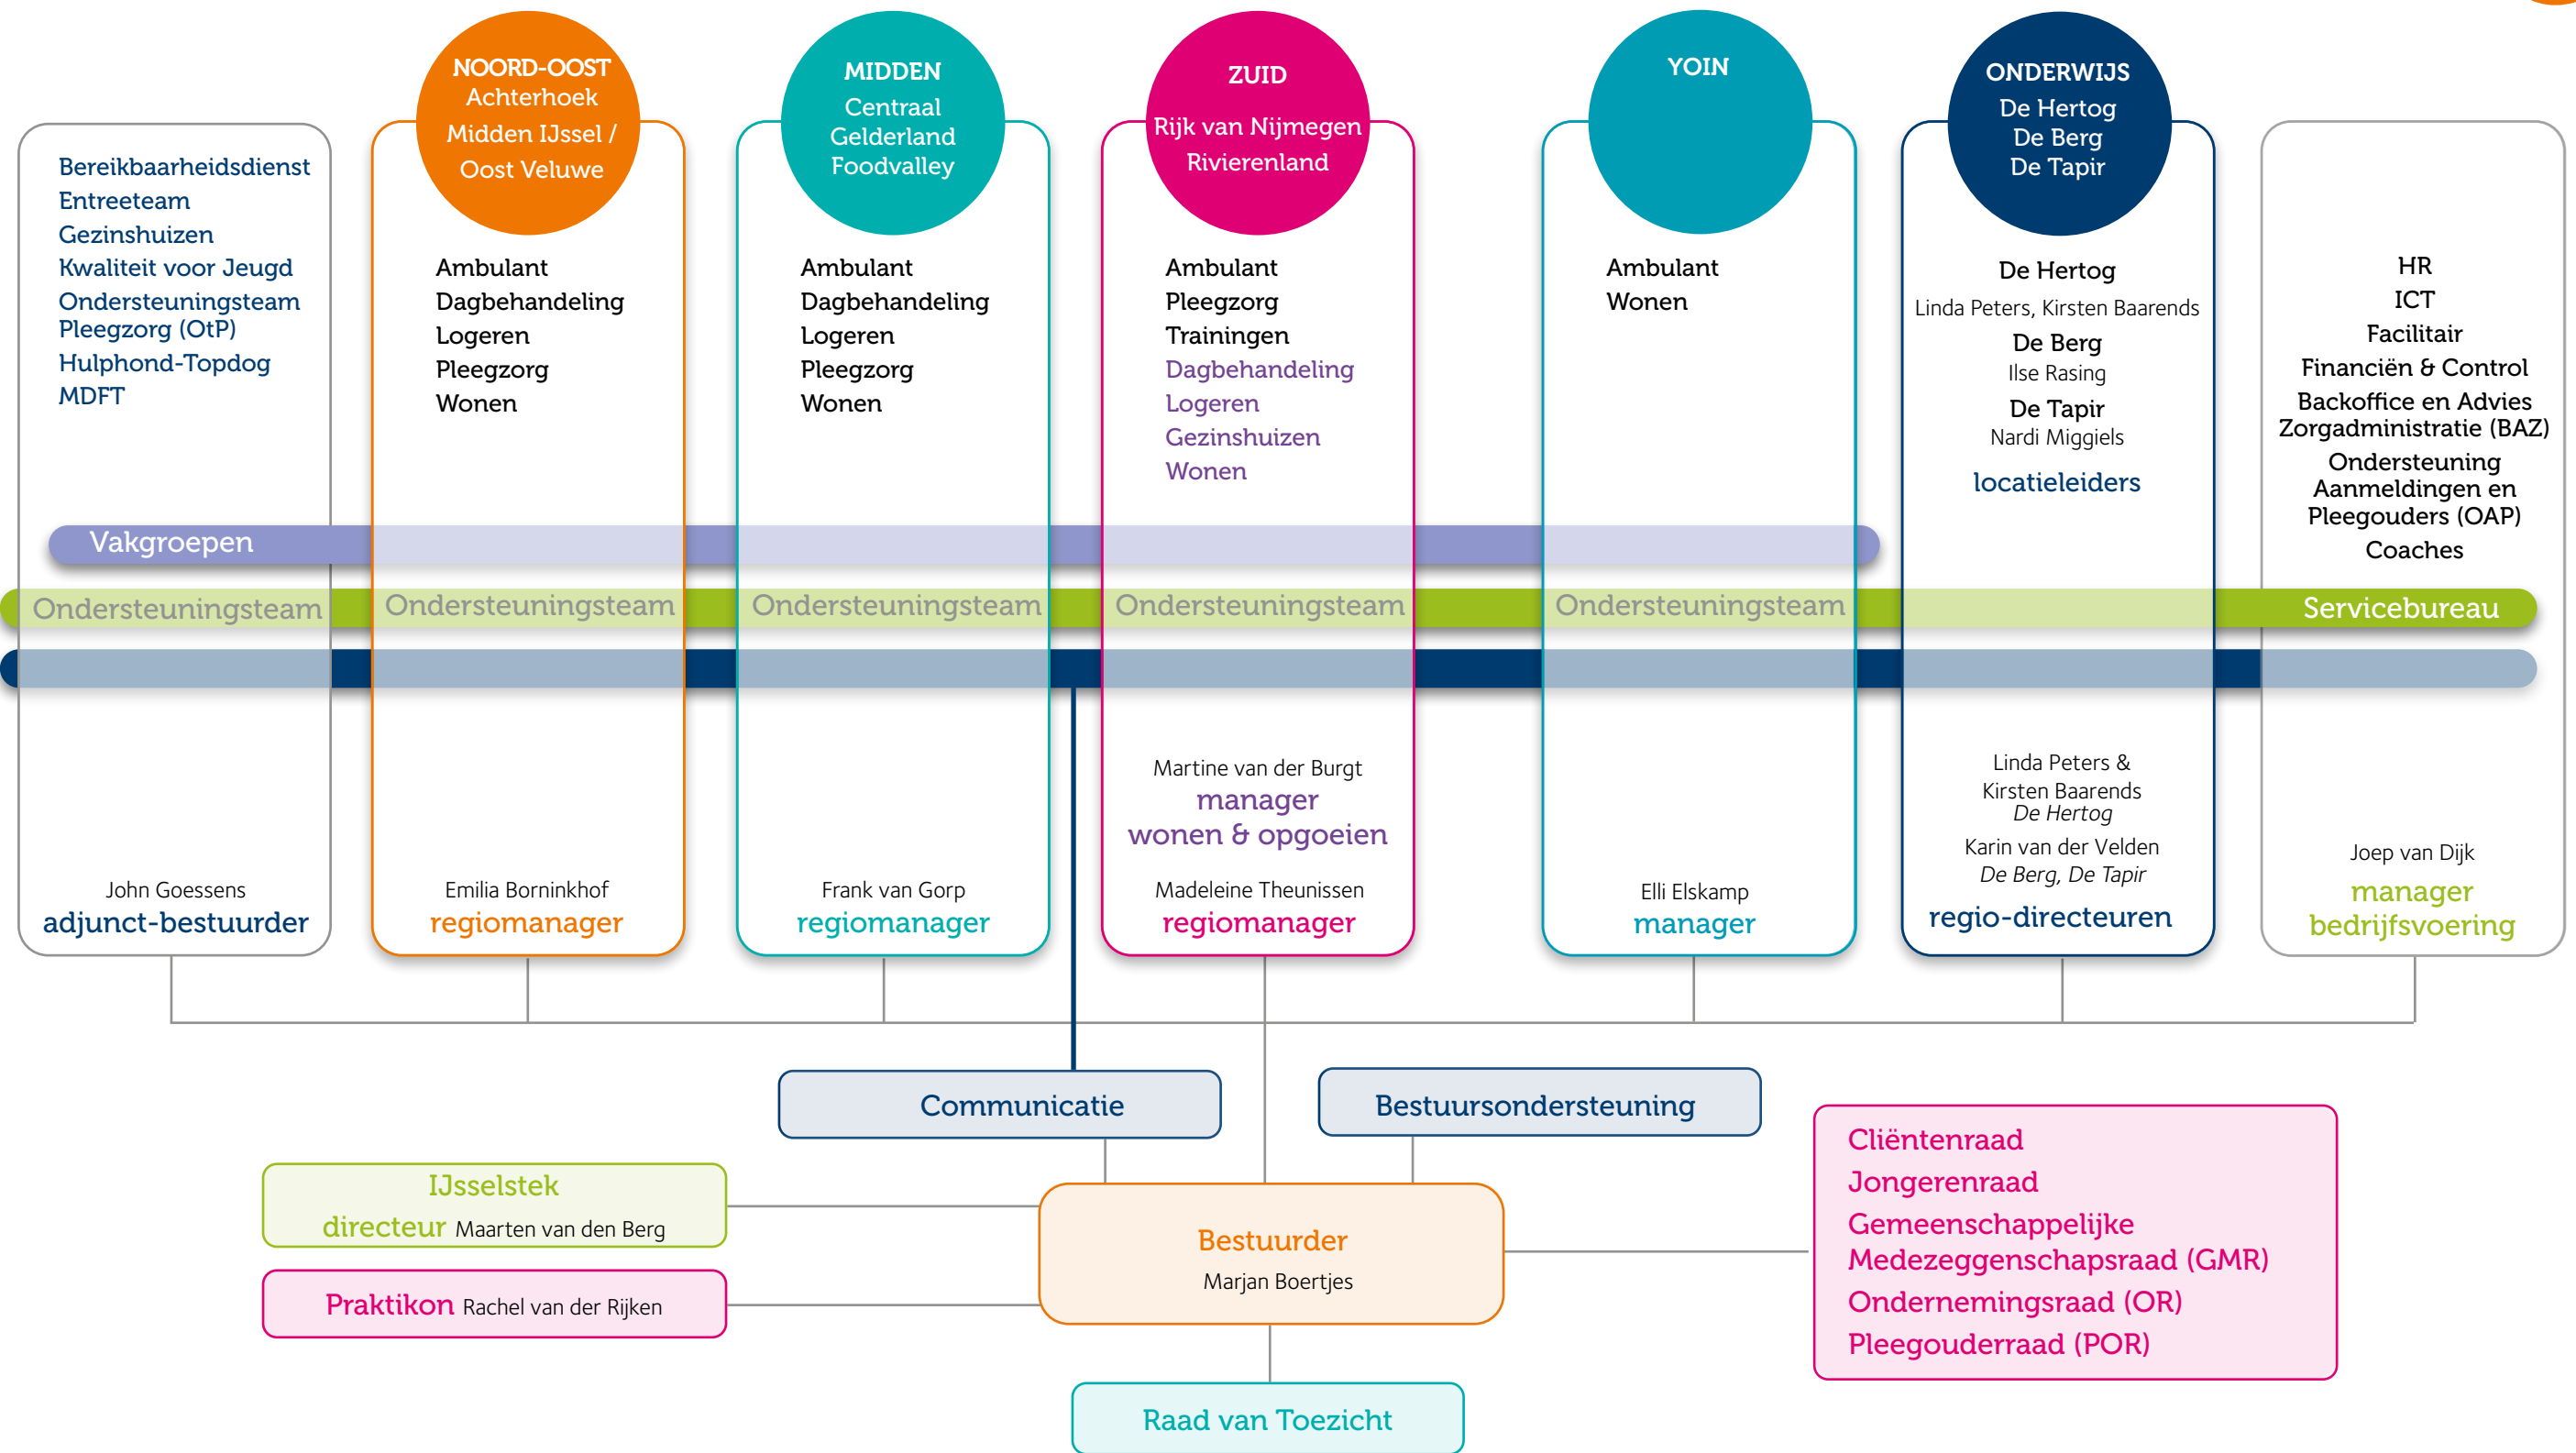 Bereikbaarheidsdienst
Entreeteam
Gezinshuizen
Kwaliteit voor Jeugd
Ondersteuningsteam
Pleegzorg (OtP)
Hulphond-Topdog
MDFT
NOORD-OOST
Achterhoek
Midden IJssel /
Oost Veluwe
Ambulant
Dagbehandeling
Logeren
Pleegzorg
Wonen
MIDDEN
Centraal
Gelderland
Foodvalley
Ambulant
Dagbehandeling
Logeren
Pleegzorg
Wonen
ZUID
Rijk van Nijmegen
Rivierenland
Ambulant
Pleegzorg
Trainingen
Dagbehandeling
Logeren
Gezinshuizen
Wonen
YOIN
Ambulant
Wonen
ONDERWIJS
De Hertog
De Berg
De Tapir
De Hertog
Linda Peters, Kirsten Baarends
De Berg
Ilse Rasing
De Tapir
Nardi Miggiels
locatieleiders
HR
ICT
Facilitair
Financiën & Control
Backoffice en Advies
Zorgadministratie (BAZ)
Ondersteuning
Aanmeldingen en
Pleegouders (OAP)
Coaches
Vakgroepen
Ondersteuningsteam
Ondersteuningsteam
Ondersteuningsteam
Ondersteuningsteam
Ondersteuningsteam
Servicebureau
John Goessens
adjunct-bestuurder
Emilia Borninkhof
regiomanager
Frank van Gorp
regiomanager
Martine van der Burgt
manager
wonen & opgoeien
Madeleine Theunissen
regiomanager
Elli Elskamp
manager
Linda Peters &
Kirsten Baarends
De Hertog
Karin van der Velden
De Berg, De Tapir
regio-directeuren
Joep van Dijk
manager
bedrijfsvoering
Communicatie
Bestuursondersteuning
IJsselstek
directeur Maarten van den Berg
Praktikon Rachel van der Rijken
Bestuurder
Marjan Boertjes
Cliëntenraad
Jongerenraad
Gemeenschappelijke
Medezeggenschapsraad (GMR)
Ondernemingsraad (OR)
Pleegouderraad (POR)
Raad van Toezicht